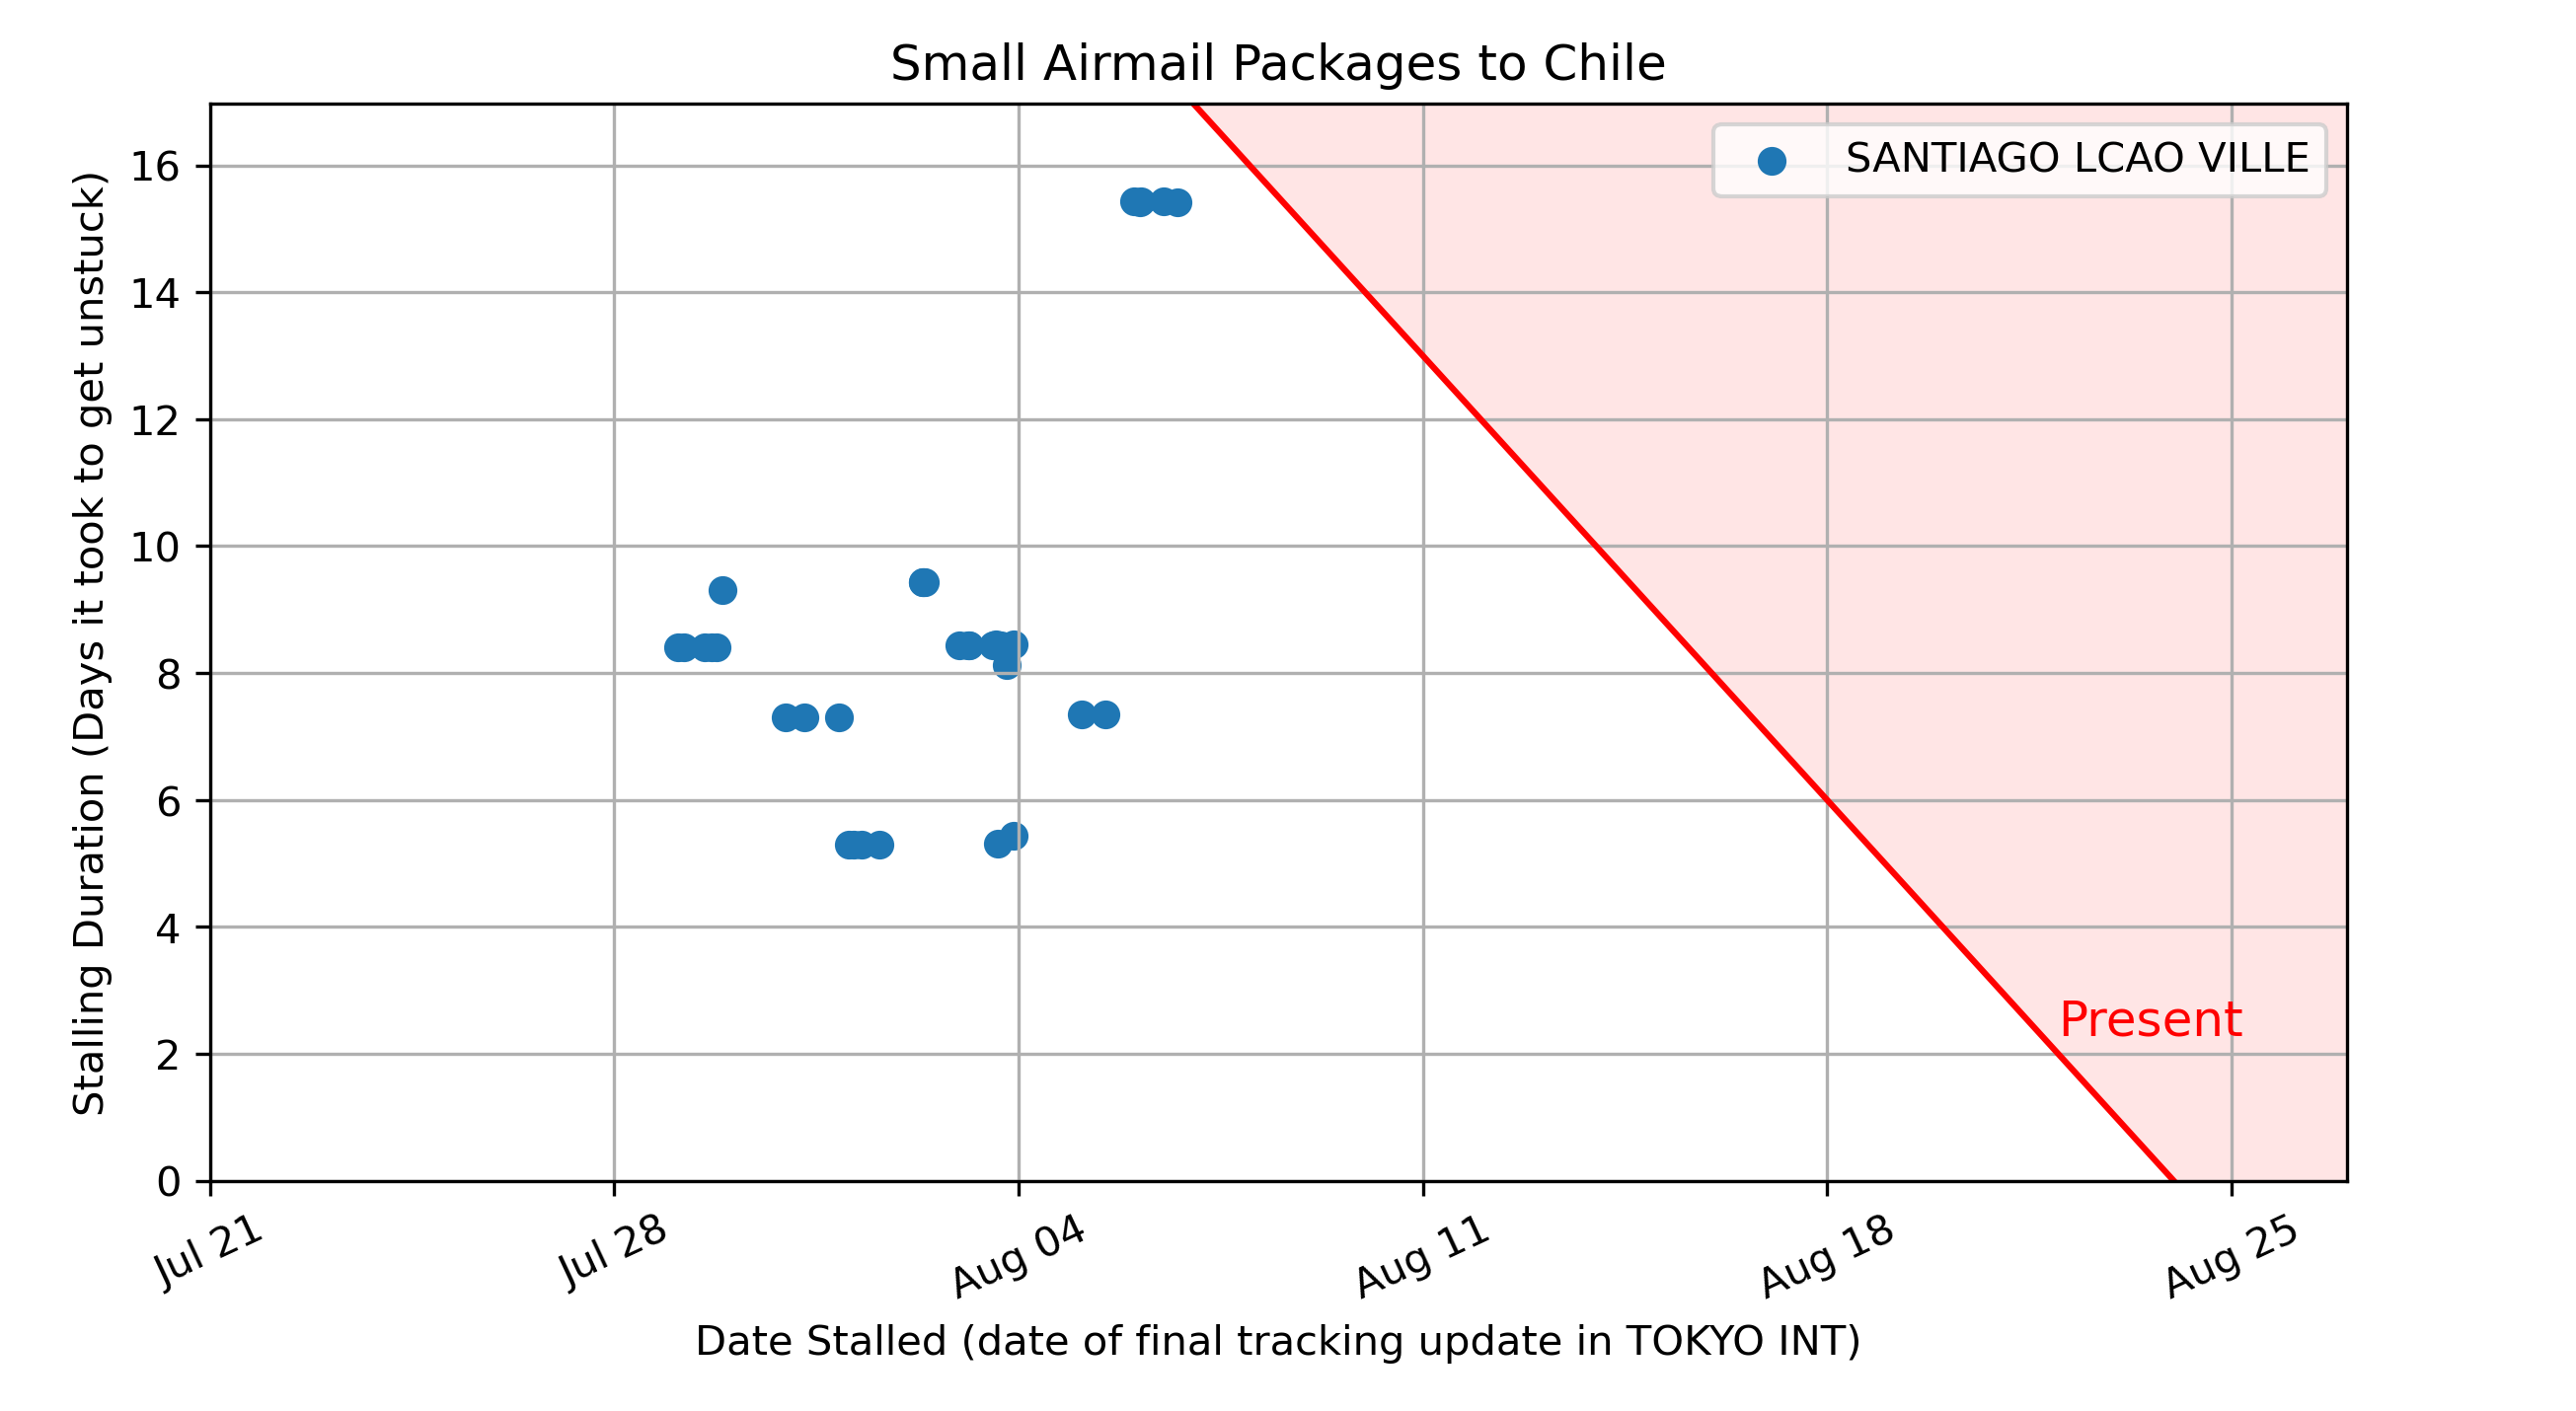 Small Airmail Packages to Chile
SANTIAGO LCAO VILLE
Stalling Duration (Days it took to get unstuck)
16
14
12
10
8
6
4
2
0
Present
Jul 21
Jul 28
Aug 04
Aug 11
Aug 18
Aug 25
Date Stalled (date of final tracking update in TOKYO INT)